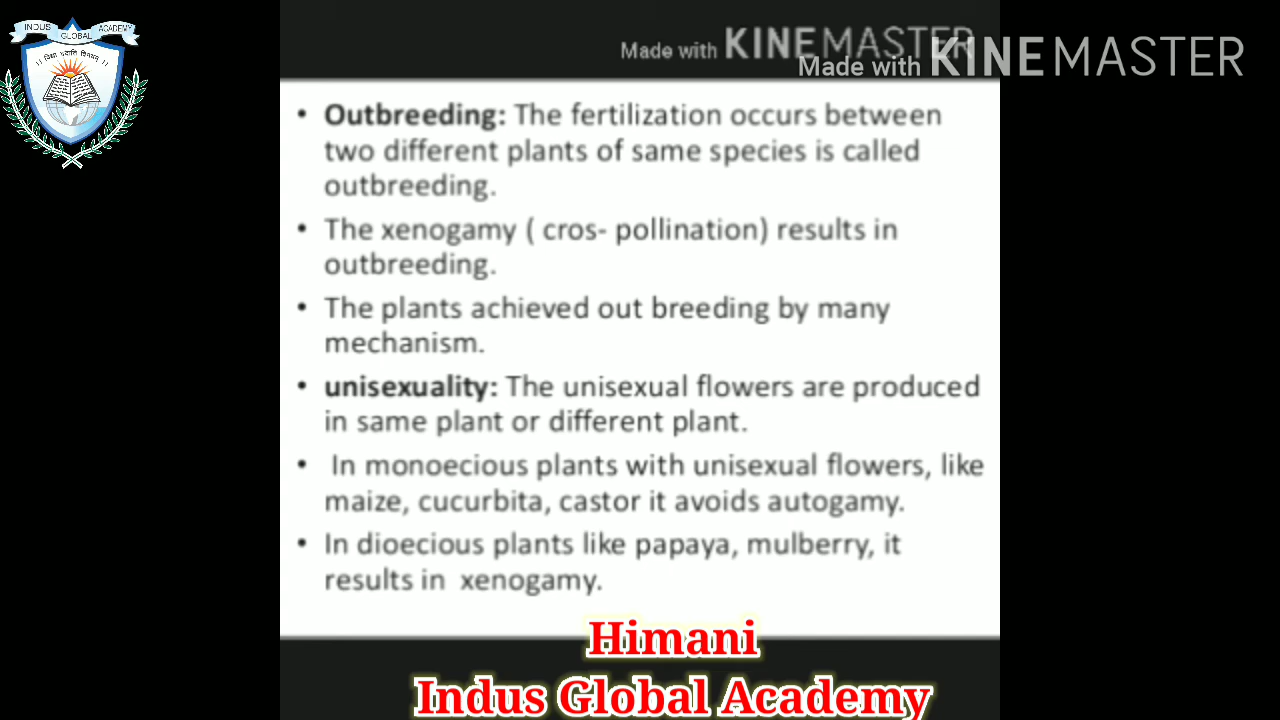 INDUS GLOBAL ACADEMY
Made with KINEMASTER
Made with KINEMASTER
• Outbreeding: The fertilization occurs between
two different plants of same species is called
outbreeding.
• The xenogamy ( cros- pollination) results in
outbreeding.
• The plants achieved out breeding by many
mechanism.
• unisexuality: The unisexual flowers are produced
in same plant or different plant.
• In monoecious plants with unisexual flowers, like
maize, cucurbita, castor it avoids autogamy.
• In dioecious plants like papaya, mulberry, it
results in xenogamy.
Himani
Indus Global Academy